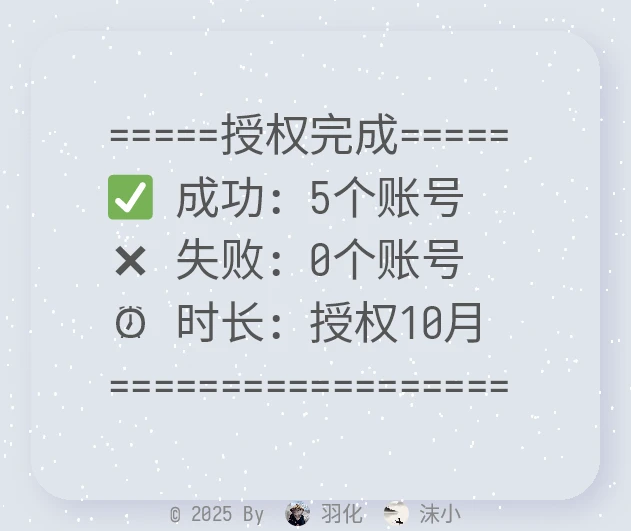 =====授权完成=====
✅ 成功: 5个账号
❌ 失败: 0个账号
⏰ 时长: 授权10月
==================
© 2025 By 羽化 沫小